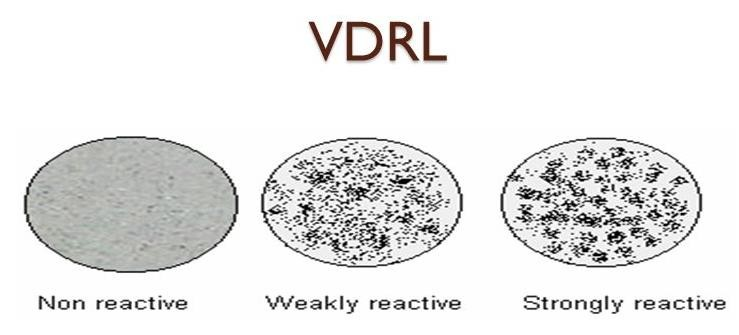 VDRL
Non reactive
Weakly reactive
Strongly reactive